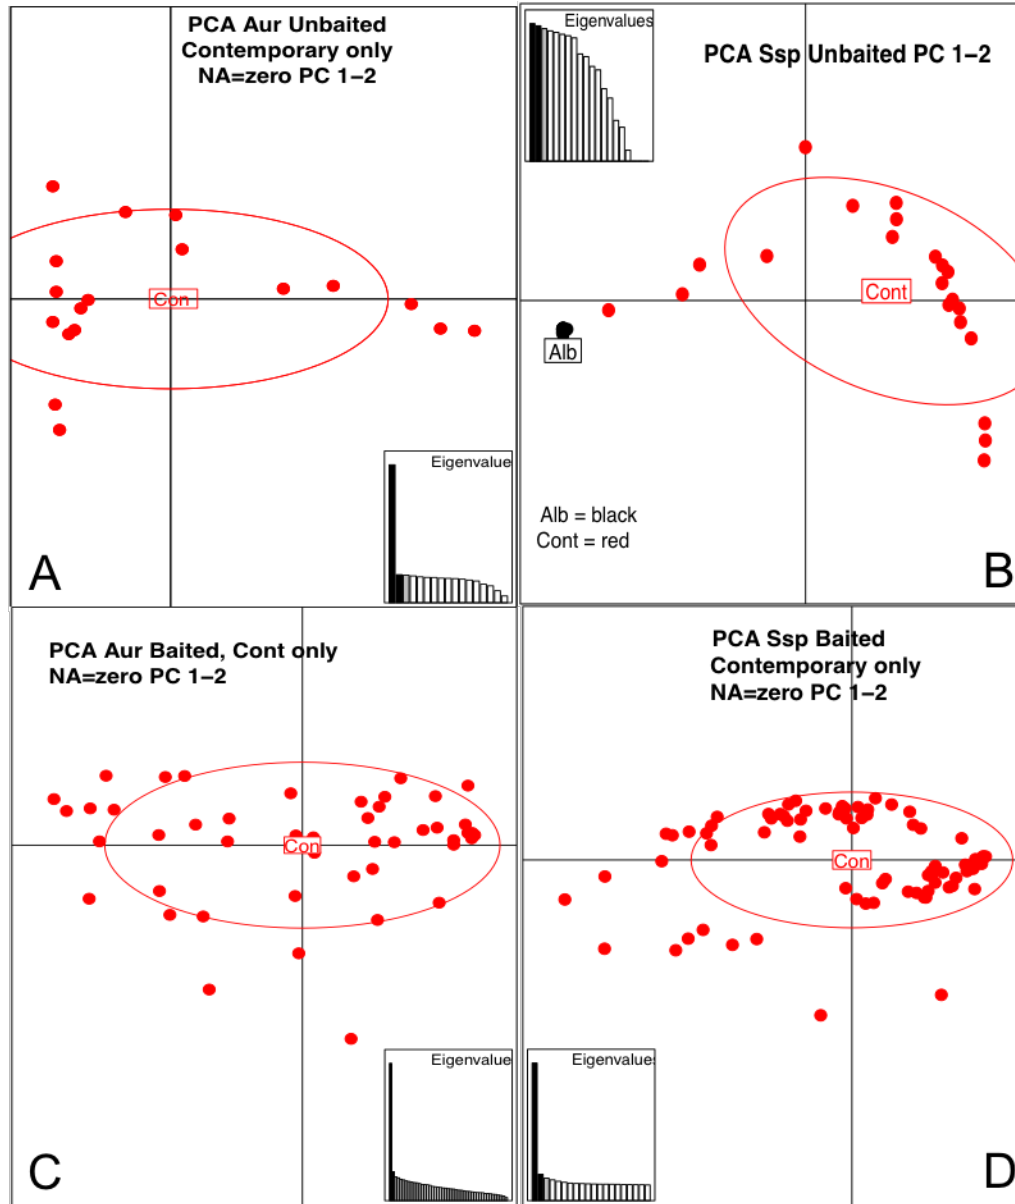 PCA Aur Unbaited
Contemporary only
NA=zero PC 1–2
Con
Eigenvalue
A
Eigenvalues
PCA Ssp Unbaited PC 1–2
Cont
Alb
Alb = black
Cont = red
B
PCA Aur Baited, Cont only
NA=zero PC 1–2
Con
Eigenvalue
C
PCA Ssp Baited
Contemporary only
NA=zero PC 1–2
Con
Eigenvalues
D